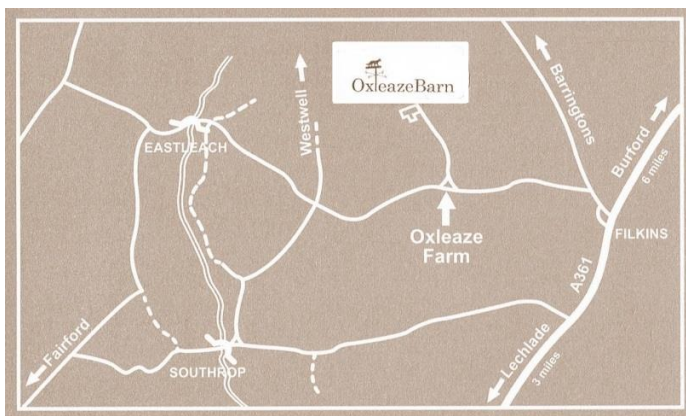 OxleazeBarn
Westwell
Barringtons
Burford
6 miles
EASTLEACH
Oxleaze
Farm
FILKINS
A361
Fairford
SOUTHROP
Lechlade
3 miles